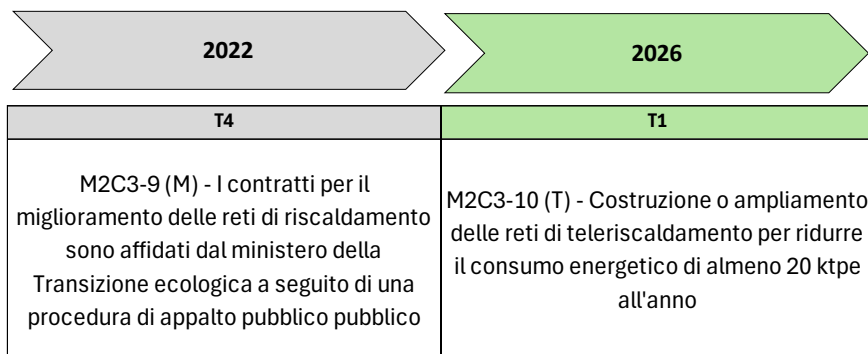 2022
2026
T4
T1
M2C3-9 (M) - I contratti per il
miglioramento delle reti di riscaldamento
sono affidati dal ministero della
Transizione ecologica a seguito di una
procedura di appalto pubblico pubblico
M2C3-10 (T) - Costruzione o ampliamento
delle reti di teleriscaldamento per ridurre
il consumo energetico di almeno 20 ktpe
all'anno